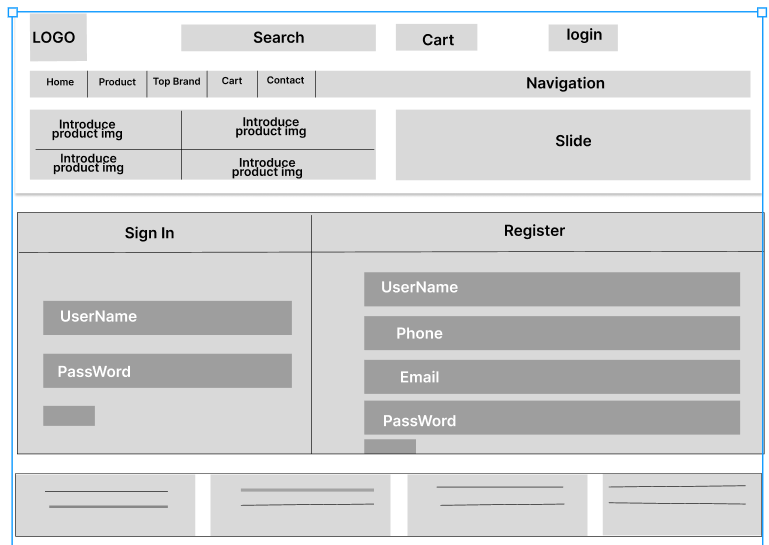 LOGO
Search
Cart
login
Home
Product
Top Brand
Cart
Contact
Navigation
Introduce
product img
Introduce
product img
Introduce
product img
Introduce
product img
Slide
Sign In
Register
UserName
PassWord
UserName
Phone
Email
PassWord